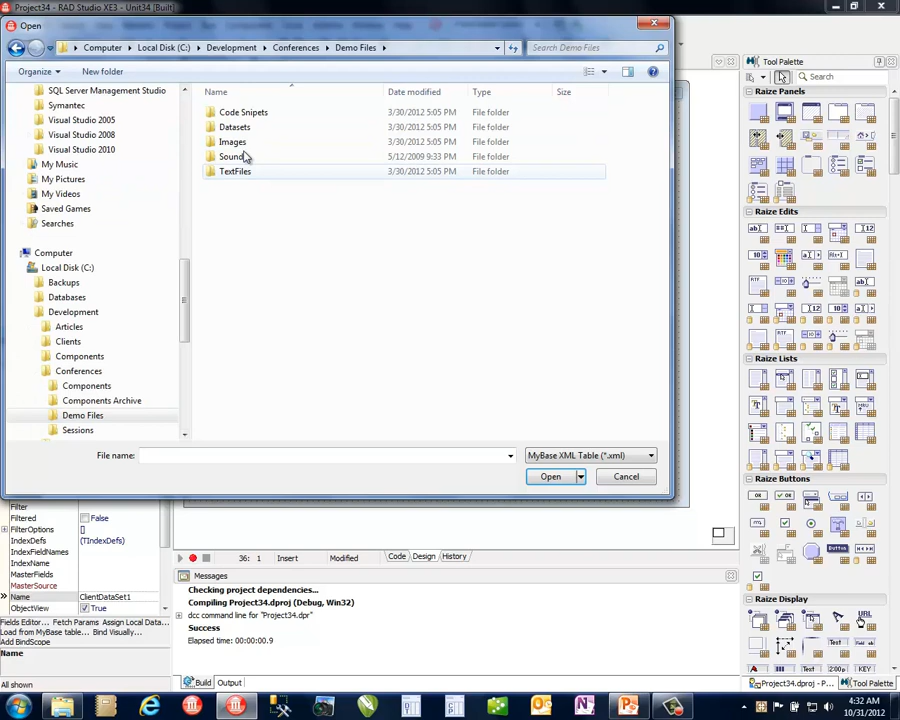 Project34 - RAD Studio XE3 - Unit34 [Built]
Open
Computer
Local Disk (C:)
Development
Conferences
Demo Files
Search Demo Files
Organize
New folder
SQL Server Management Studio
Symantec
Visual Studio 2005
Visual Studio 2008
Visual Studio 2010
My Music
My Pictures
My Videos
Saved Games
Searches
Computer
Local Disk (C:)
Backups
Databases
Development
Articles
Clients
Components
Conferences
Components
Components Archive
Demo Files
Sessions
Name Date modified Type Size
Code Snipets 3/30/2012 5:05 PM File folder
Datasets 3/30/2012 5:05 PM File folder
Images 3/30/2012 5:05 PM File folder
Sound 5/12/2009 9:33 PM File folder
TextFiles 3/30/2012 5:05 PM File folder
File name:
MyBase XML Table (*.xml)
Open
Cancel
Tool Palette
Search
Raize Panels
Raize Edits
Raize Lists
Raize Buttons
Raize Display
Filter
Filtered False
FilterOptions []
IndexDefs (TIndexDefs)
IndexFieldNames
IndexName
MasterFields
MasterSource
Name ClientDataSet1
ObjectView True
Fields Editor... Fetch Params Assign Local Data...
Load from MyBase table... Bind Visually...
Add BindScope
Name
All shown
36: 1 Insert Modified Code Design History
Messages
Checking project dependencies...
Compiling Project34.dproj (Debug, Win32)
dcc command line for "Project34.dpr"
Success
Elapsed time: 00:00:00.9
Build Output
Project34.dproj - P...
Tool Palette
4:32 AM
10/31/2012